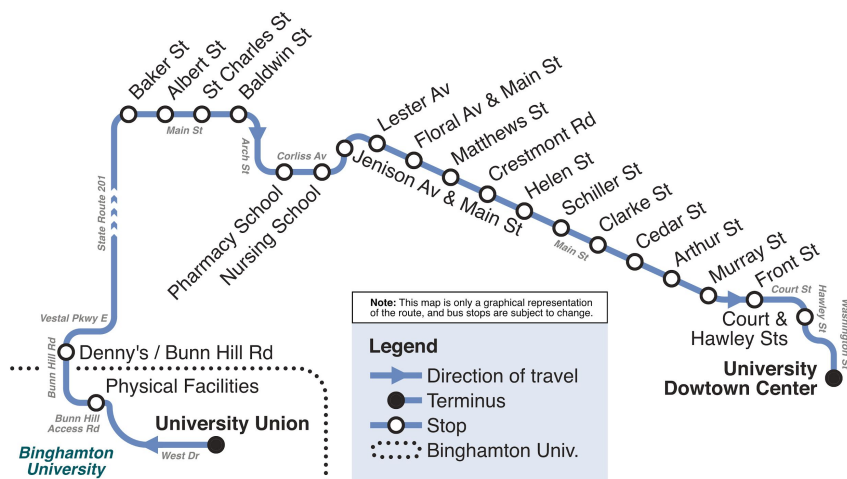 Baker St
Albert St
St Charles St
Baldwin St
Main St
Arch St
Corliss Av
State Route 201
Pharmacy School
Nursing School
Jenison Av & Main St
Lester Av
Floral Av & Main St
Matthews St
Crestmont Rd
Helen St
Schiller St
Main St
Clarke St
Cedar St
Arthur St
Murray St
Front St
Court St
Hawley St
Washington St
Court &
Hawley Sts
University
Dowtown Center
Vestal Pkwy E
Bunn Hill Rd
Denny's / Bunn Hill Rd
Physical Facilities
Bunn Hill
Access Rd
University Union
West Dr
Binghamton
University
Note: This map is only a graphical representation
of the route, and bus stops are subject to change.
Legend
Direction of travel
Terminus
Stop
Binghamton Univ.